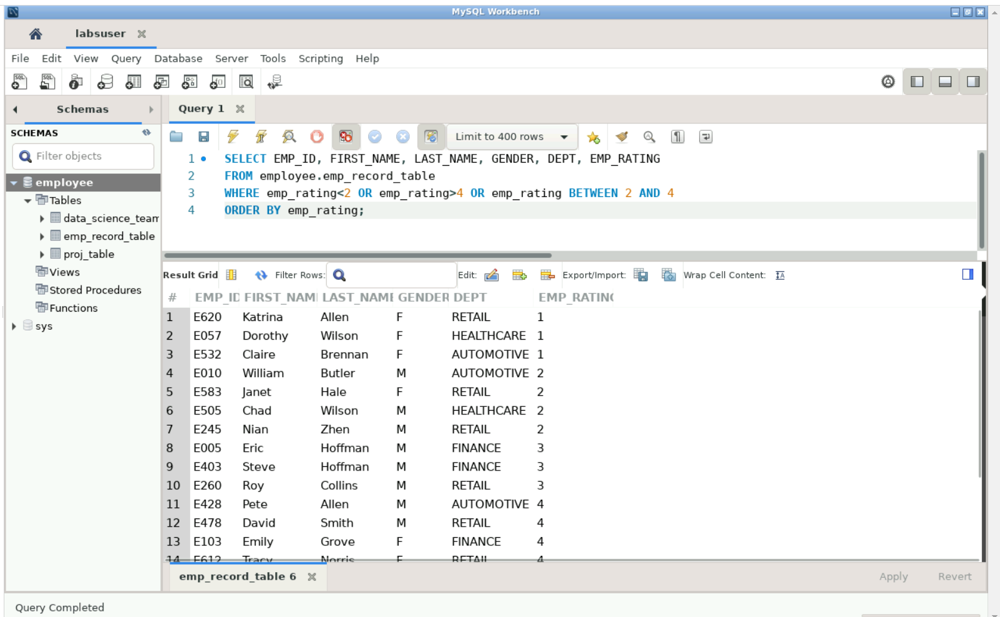 MySQL Workbench
labsuser
File Edit View Query Database Server Tools Scripting Help
Schemas
Query 1
SCHEMAS
Filter objects
employee
Tables
data_science_team
emp_record_table
proj_table
Views
Stored Procedures
Functions
sys
Limit to 400 rows
1 SELECT EMP_ID, FIRST_NAME, LAST_NAME, GENDER, DEPT, EMP_RATING
2 FROM employee.emp_record_table
3 WHERE emp_rating<2 OR emp_rating>4 OR emp_rating BETWEEN 2 AND 4
4 ORDER BY emp_rating;
Result Grid Filter Rows: Edit: Export/Import: Wrap Cell Content:
# EMP_ID FIRST_NAME LAST_NAME GENDER DEPT EMP_RATING
1 E620 Katrina Allen F RETAIL 1
2 E057 Dorothy Wilson F HEALTHCARE 1
3 E532 Claire Brennan F AUTOMOTIVE 1
4 E010 William Butler M AUTOMOTIVE 2
5 E583 Janet Hale F RETAIL 2
6 E505 Chad Wilson M HEALTHCARE 2
7 E245 Nian Zhen M RETAIL 2
8 E005 Eric Hoffman M FINANCE 3
9 E403 Steve Hoffman M FINANCE 3
10 E260 Roy Collins M RETAIL 3
11 E428 Pete Allen M AUTOMOTIVE 4
12 E478 David Smith M RETAIL 4
13 E103 Emily Grove F FINANCE 4
14 E612 Tracy Norris F RETAIL 4
emp_record_table 6
Apply Revert
Query Completed